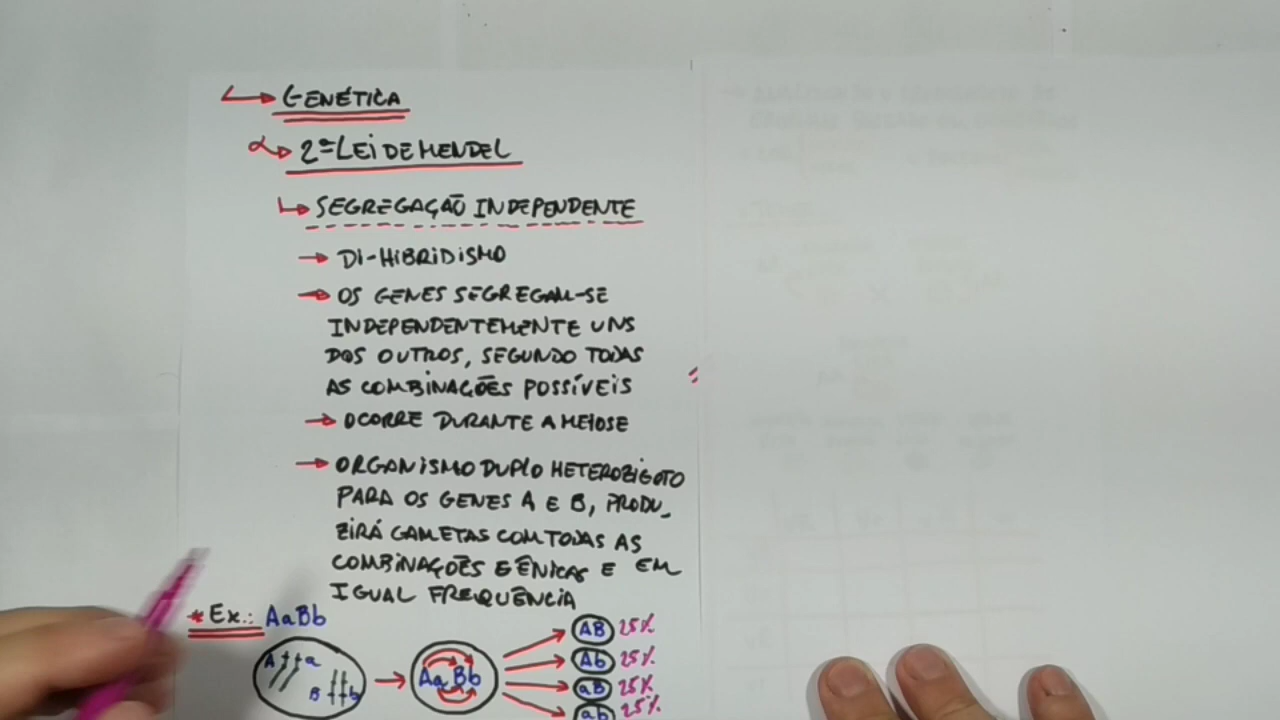 GENÉTICA
2ª LEI DE MENDEL
SEGREGAÇÃO INDEPENDENTE
DI-HIBRIDISMO
OS GENES SEGREGAM-SE
INDEPENDENTEMENTE UNS
DOS OUTROS, SEGUNDO TODAS
AS COMBINAÇÕES POSSÍVEIS
OCORRE DURANTE A MEIOSE
ORGANISMO DUPLO HETEROZIGOTO
PARA OS GENES A E B, PRODU_
ZIRÁ GAMETAS COM TODAS AS
COMBINAÇÕES GÊNICAS E EM
IGUAL FREQUÊNCIA
* Ex.: AaBb
A a B b
AaBb
AB 25%
Ab 25%
aB 25%
ab 25%